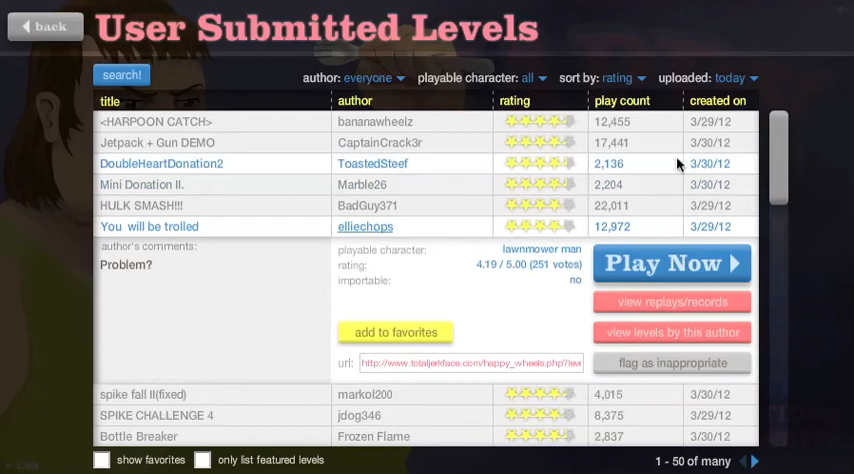 back
User Submitted Levels
search!
author: everyone playable character: all sort by: rating uploaded: today
title author rating play count created on
<HARPOON CATCH> bananawheelz 12,455 3/29/12
Jetpack + Gun DEMO CaptainCrack3r 17,441 3/30/12
DoubleHeartDonation2 ToastedSteef 2,136 3/30/12
Mini Donation II. Marble26 2,204 3/30/12
HULK SMASH!!! BadGuy371 22,011 3/29/12
You will be trolled elliechops 12,972 3/29/12
author's comments:
Problem?
playable character: lawnmower man
rating: 4.19 / 5.00 (251 votes)
importable: no
add to favorites
url: http://www.totaljerkface.com/happy_wheels.php?leve
Play Now
view replays/records
view levels by this author
flag as inappropriate
spike fall II(fixed) markol200 4,015 3/30/12
SPIKE CHALLENGE 4 jdog346 8,375 3/29/12
Bottle Breaker Frozen Flame 2,837 3/30/12
show favorites only list featured levels 1 - 50 of many